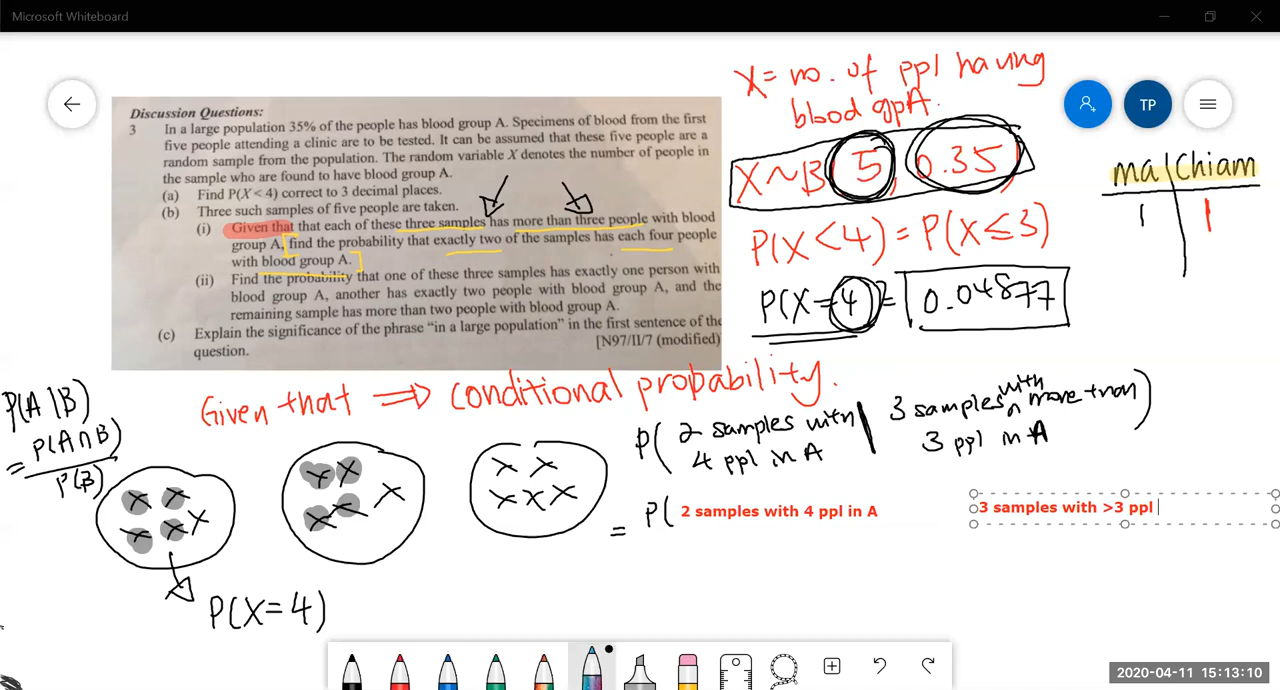 Microsoft Whiteboard
Discussion Questions:
3 In a large population 35% of the people has blood group A. Specimens of blood from the first
five people attending a clinic are to be tested. It can be assumed that these five people are a
random sample from the population. The random variable X denotes the number of people in
the sample who are found to have blood group A.
(a) Find P(X < 4) correct to 3 decimal places.
(b) Three such samples of five people are taken.
(i) Given that that each of these three samples has more than three people with blood
group A, find the probability that exactly two of the samples has each four people
with blood group A.
(ii) Find the probability that one of these three samples has exactly one person with
blood group A, another has exactly two people with blood group A, and the
remaining sample has more than two people with blood group A.
(c) Explain the significance of the phrase "in a large population" in the first sentence of the
question.
[N97/II/7 (modified)
X = no. of ppl having
blood gp A.
X ~ B(5, 0.35)
P(X < 4) = P(X ≤ 3)
P(X = 4) = 0.04877
TP
ma Chiam
1 1
Given that ⇒ conditional probability.
P(A|B)
= P(A∩B)
P(B)
P( 2 samples with | 3 samples with more than )
4 ppl in A 3 ppl in A
= P( 2 samples with 4 ppl in A 3 samples with >3 ppl
P(X=4)
2020-04-11 15:13:10